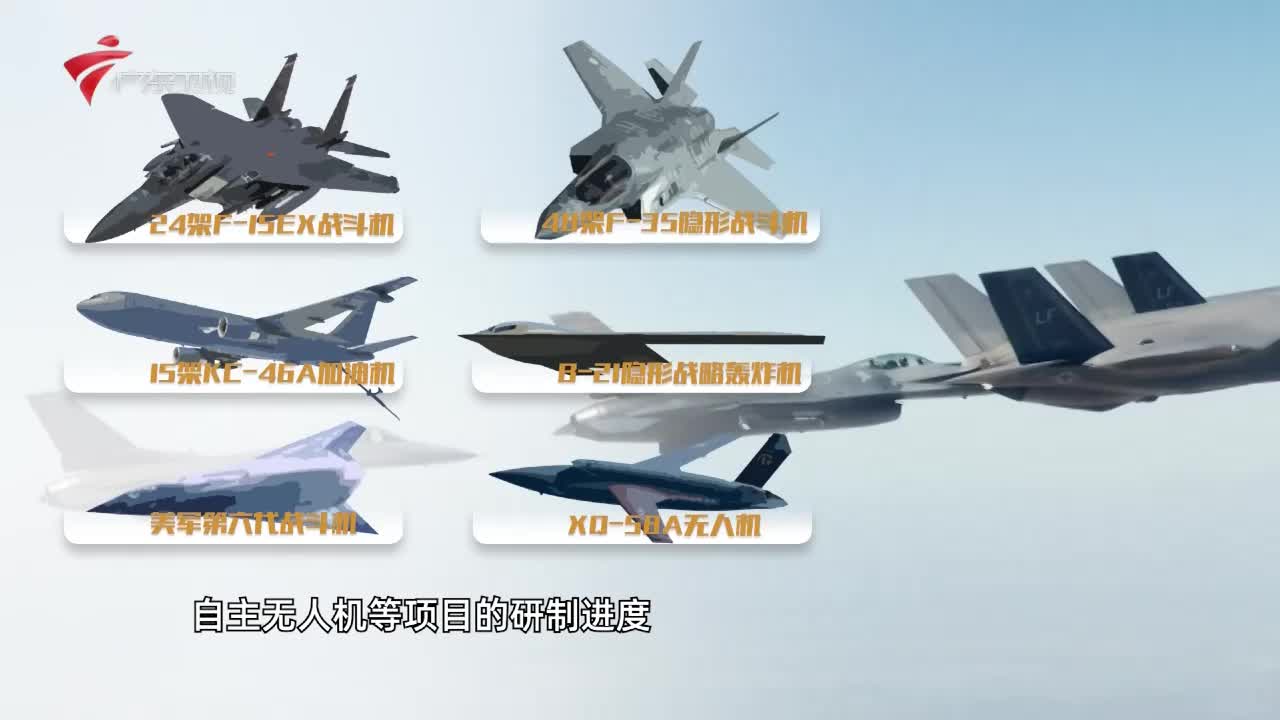 广东卫视
24架F-15EX战斗机
48架F-35隐形战斗机
15架KC-46A加油机
B-21隐形战略轰炸机
美军第六代战斗机
XQ-58A无人机
自主无人机等项目的研制进度
LF
LF